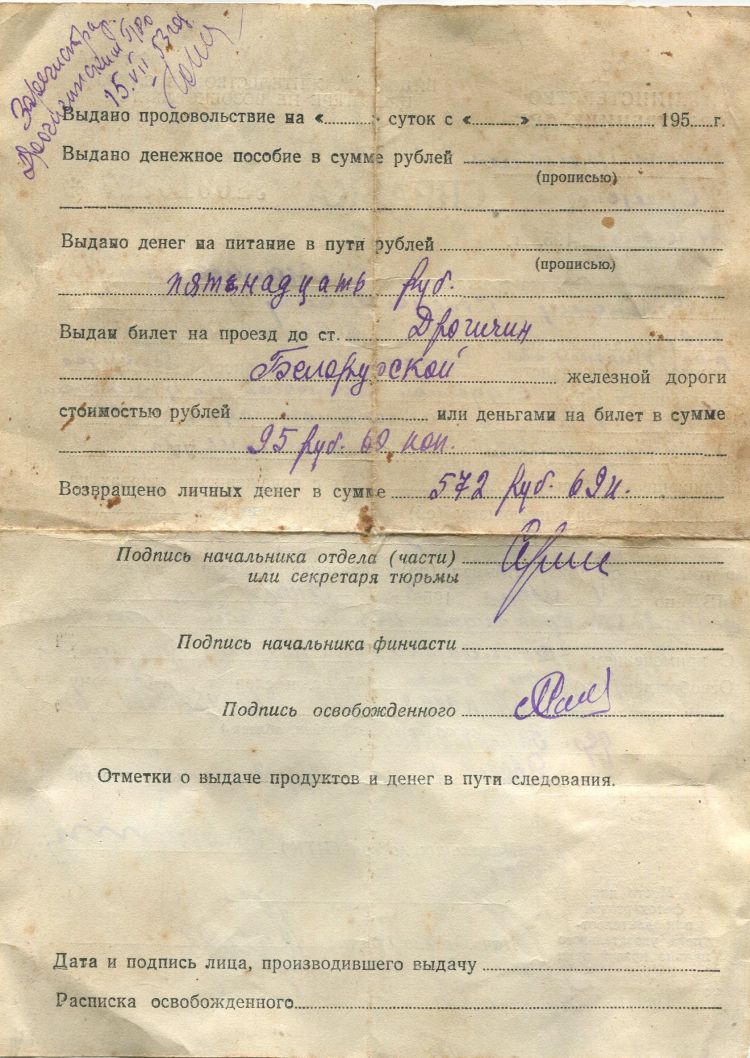 Зарегистрир.
Дрогичинским РО
15.VII.53 год
Выдано продовольствие на «..........» суток с «..........» .................... 195....г.
Выдано денежное пособие в сумме рублей ....................
(прописью)
Выдано денег на питание в пути рублей ....................
(прописью.)
пятенадцать руб.
Выдан билет на проезд до ст. Дрогичин
Белорусской железной дороги
стоимостью рублей .................... или деньгами на билет в сумме
95 руб. 60 коп.
Возвращено личных денег в сумме 572 руб. 69 к.
Подпись начальника отдела (части)
или секретаря тюрьмы
Подпись начальника финчасти
Подпись освобожденного
Отметки о выдаче продуктов и денег в пути следования.
Дата и подпись лица, производившего выдачу
Расписка освобожденного